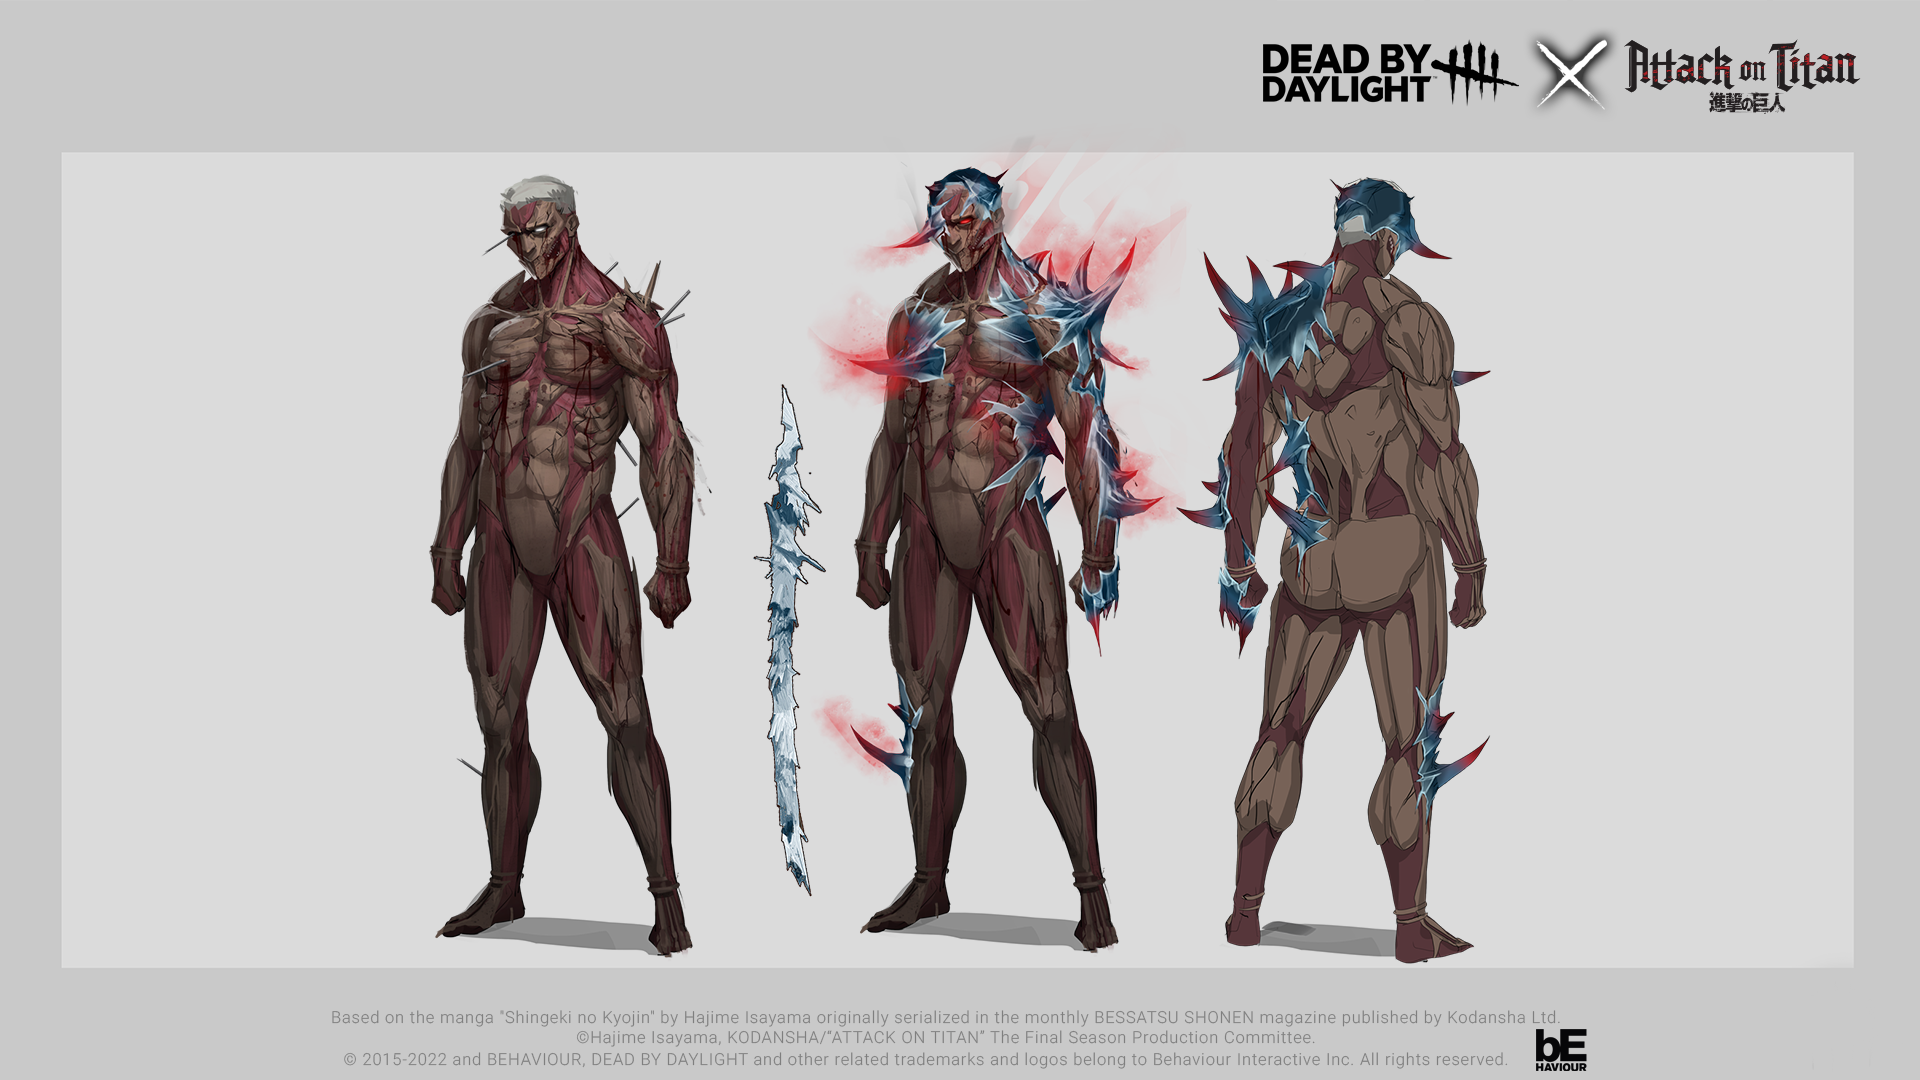 DEAD BY
DAYLIGHT™
Attack on Titan
進撃の巨人
Based on the manga "Shingeki no Kyojin" by Hajime Isayama originally serialized in the monthly BESSATSU SHONEN magazine published by Kodansha Ltd.
©Hajime Isayama, KODANSHA/"ATTACK ON TITAN" The Final Season Production Committee.
© 2015-2022 and BEHAVIOUR, DEAD BY DAYLIGHT and other related trademarks and logos belong to Behaviour Interactive Inc. All rights reserved.
bE
HAVIOUR